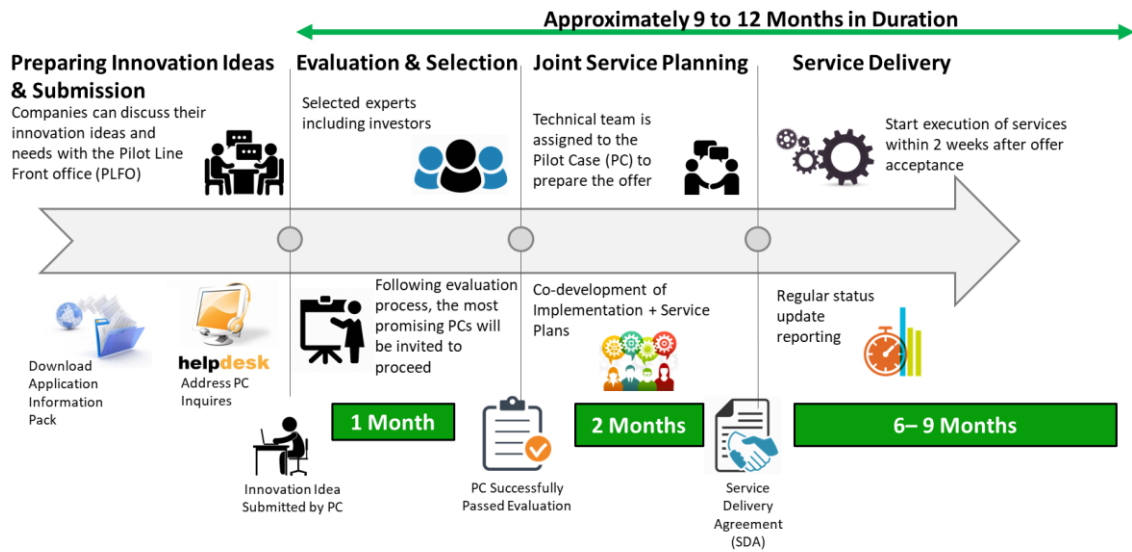 Approximately 9 to 12 Months in Duration
Preparing Innovation Ideas
& Submission
Companies can discuss their
innovation ideas and
needs with the Pilot Line
Front office (PLFO)
Evaluation & Selection
Selected experts
including investors
Joint Service Planning
Technical team is
assigned to the
Pilot Case (PC) to
prepare the offer
Service Delivery
Start execution of services
within 2 weeks after offer
acceptance
Download
Application
Information
Pack
helpdesk
Address PC
Inquires
Following evaluation
process, the most
promising PCs will
be invited to
proceed
Co-development of
Implementation + Service
Plans
Regular status
update
reporting
1 Month
2 Months
6– 9 Months
Innovation Idea
Submitted by PC
PC Successfully
Passed Evaluation
Service
Delivery
Agreement
(SDA)